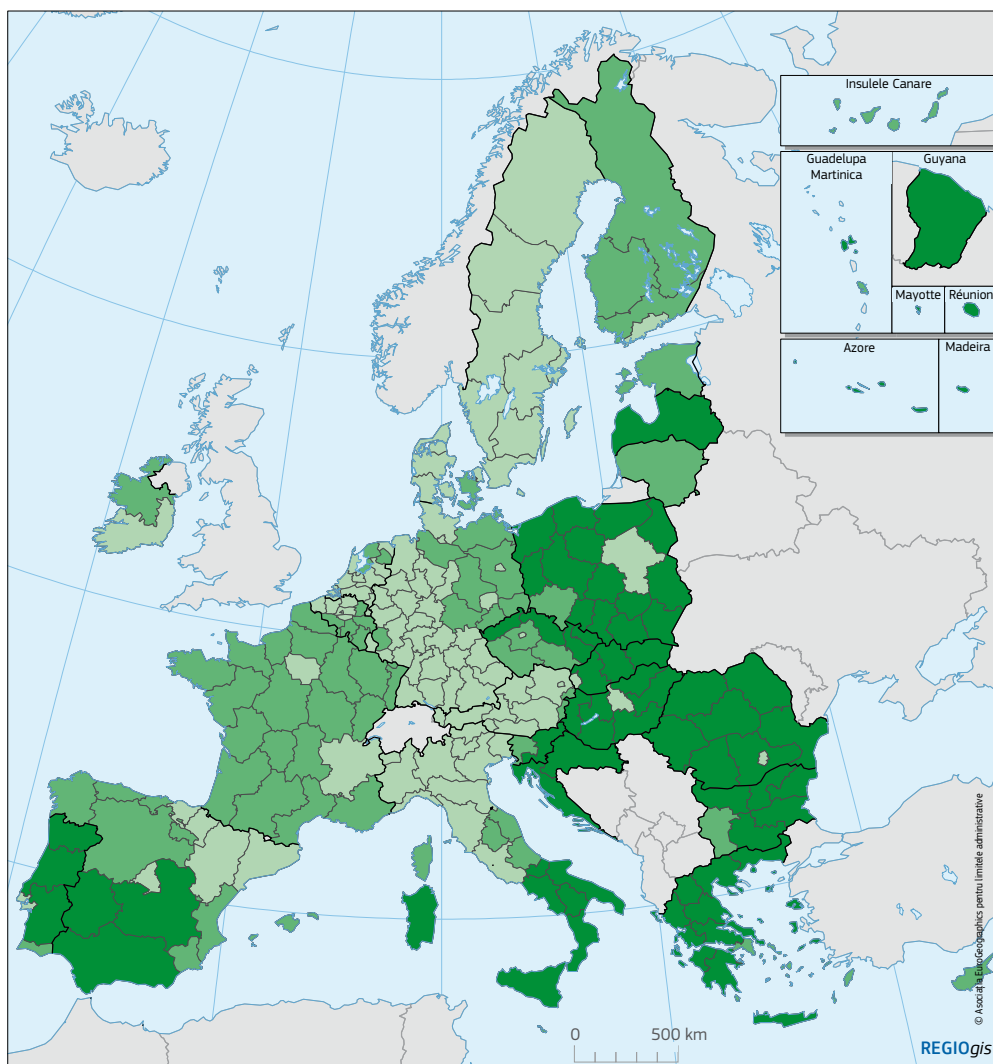 Insulele Canare
Guadelupa
Martinica
Guyana
Mayotte
Réunion
Azore
Madeira
© Asociația EuroGeographics pentru limitele administrative
0
500 km
REGIOgis